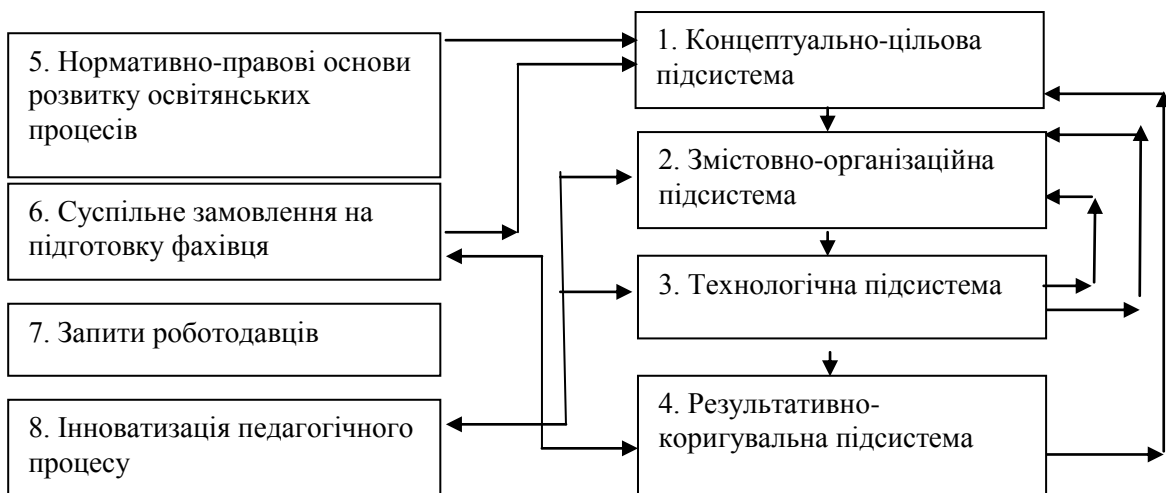 5. Нормативно-правові основи
розвитку освітянських
процесів
6. Суспільне замовлення на
підготовку фахівця
7. Запити роботодавців
8. Інноватизація педагогічного
процесу
1. Концептуально-цільова
підсистема
2. Змістовно-організаційна
підсистема
3. Технологічна підсистема
4. Результативно-
коригувальна підсистема